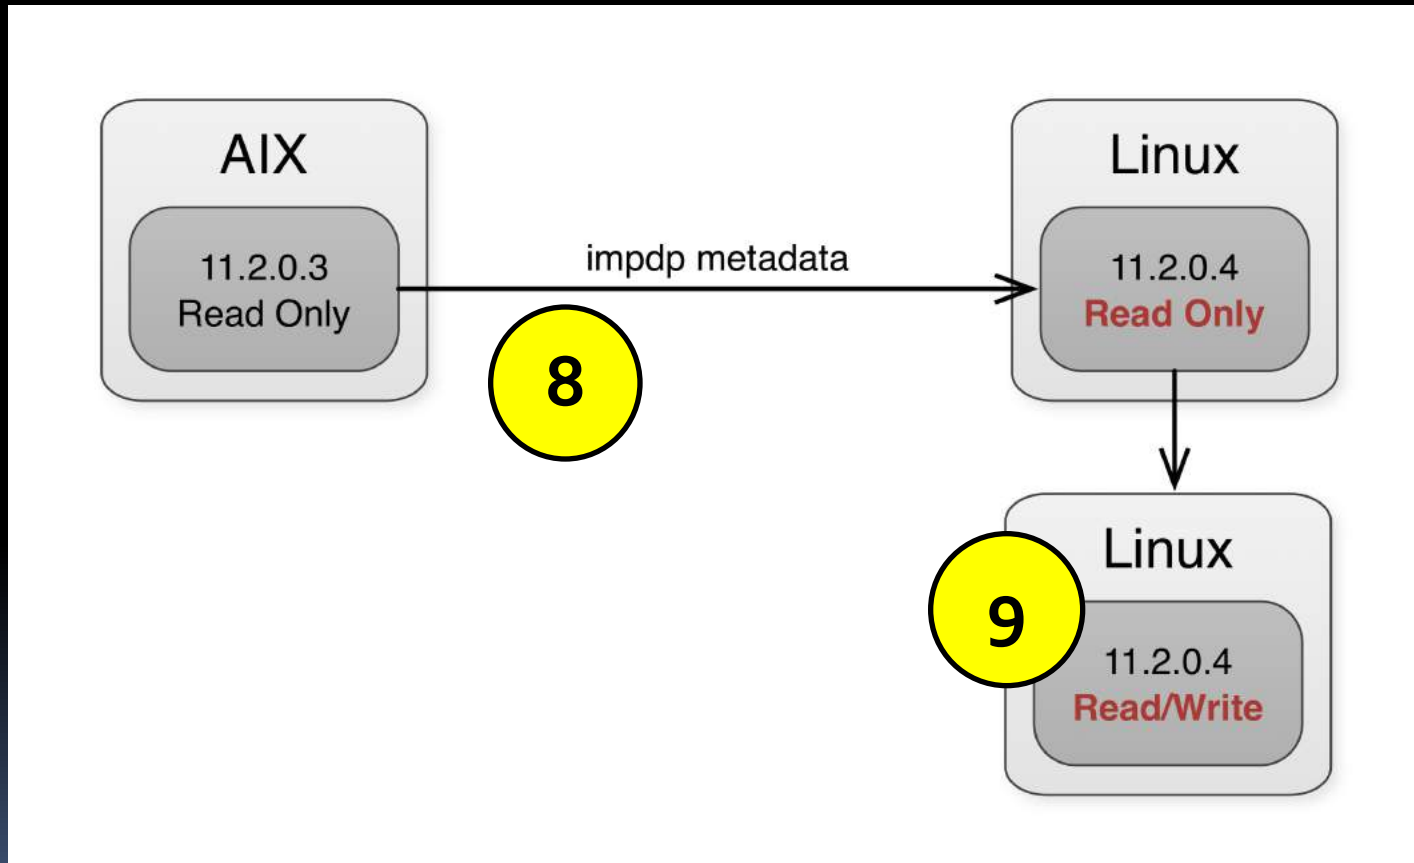 AIX
11.2.0.3
Read Only
impdp metadata
8
Linux
11.2.0.4
Read Only
9
Linux
11.2.0.4
Read/Write